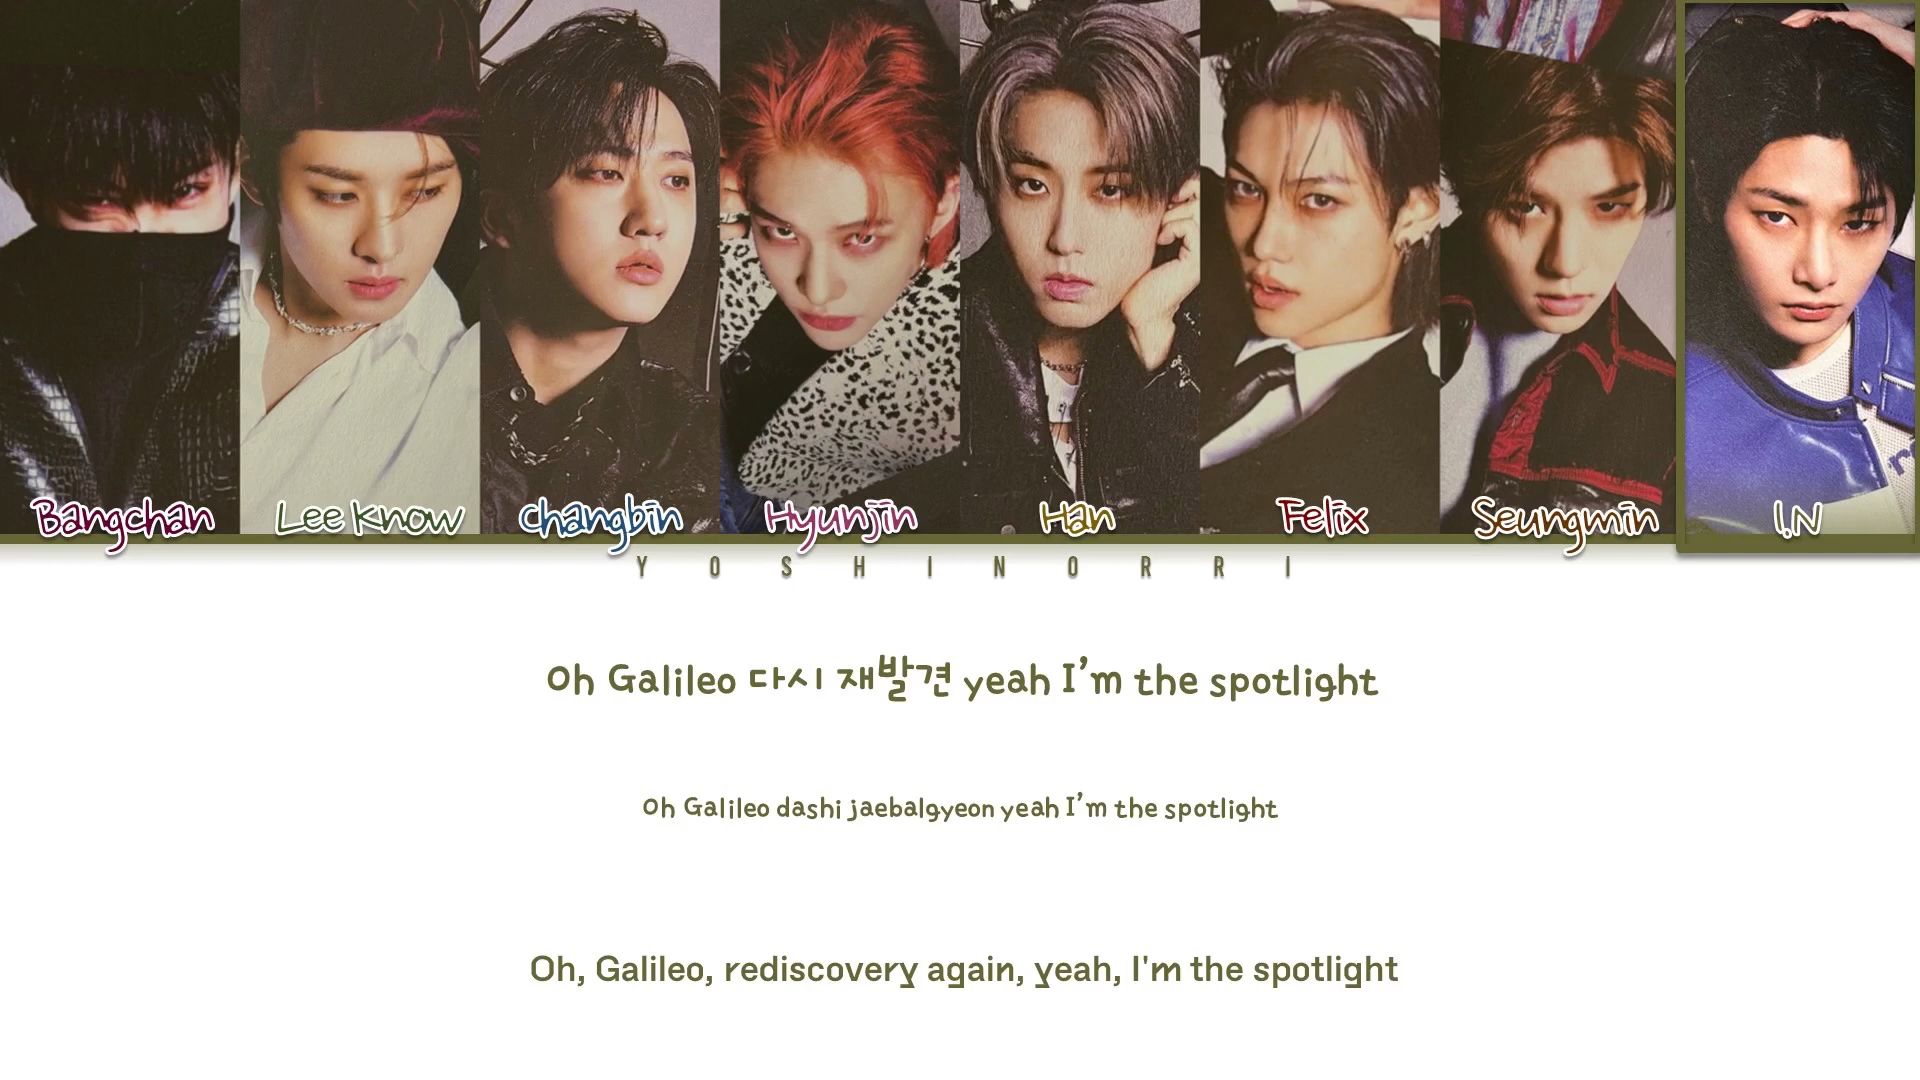 Bangchan Lee Know Changbin Hyunjin Han Felix Seungmin I.N
YOSHINORRI
Oh Galileo 다시 재발견 yeah I’m the spotlight
Oh Galileo dashi jaebalgyeon yeah I’m the spotlight
Oh, Galileo, rediscovery again, yeah, I'm the spotlight